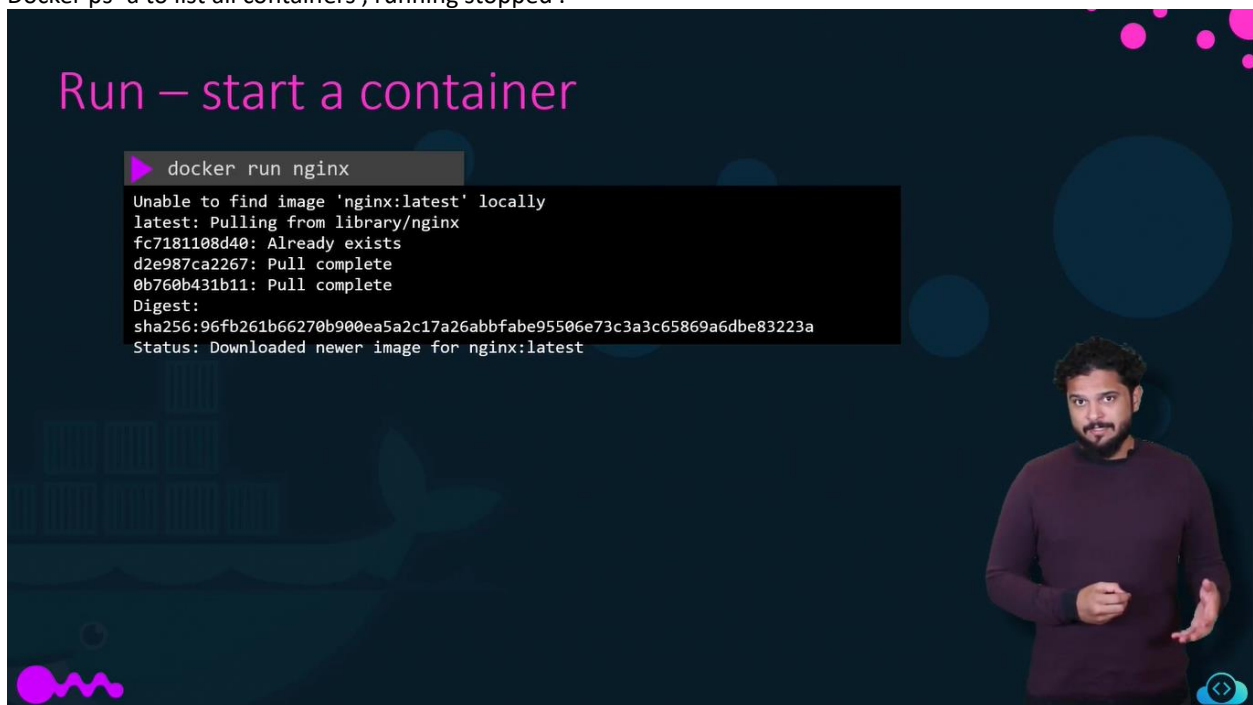 Docker ps -a to list all containers , running stopped .
Run – start a container
docker run nginx
Unable to find image 'nginx:latest' locally
latest: Pulling from library/nginx
fc7181108d40: Already exists
d2e987ca2267: Pull complete
0b760b431b11: Pull complete
Digest:
sha256:96fb261b66270b900ea5a2c17a26abbfabe95506e73c3a3c65869a6dbe83223a
Status: Downloaded newer image for nginx:latest